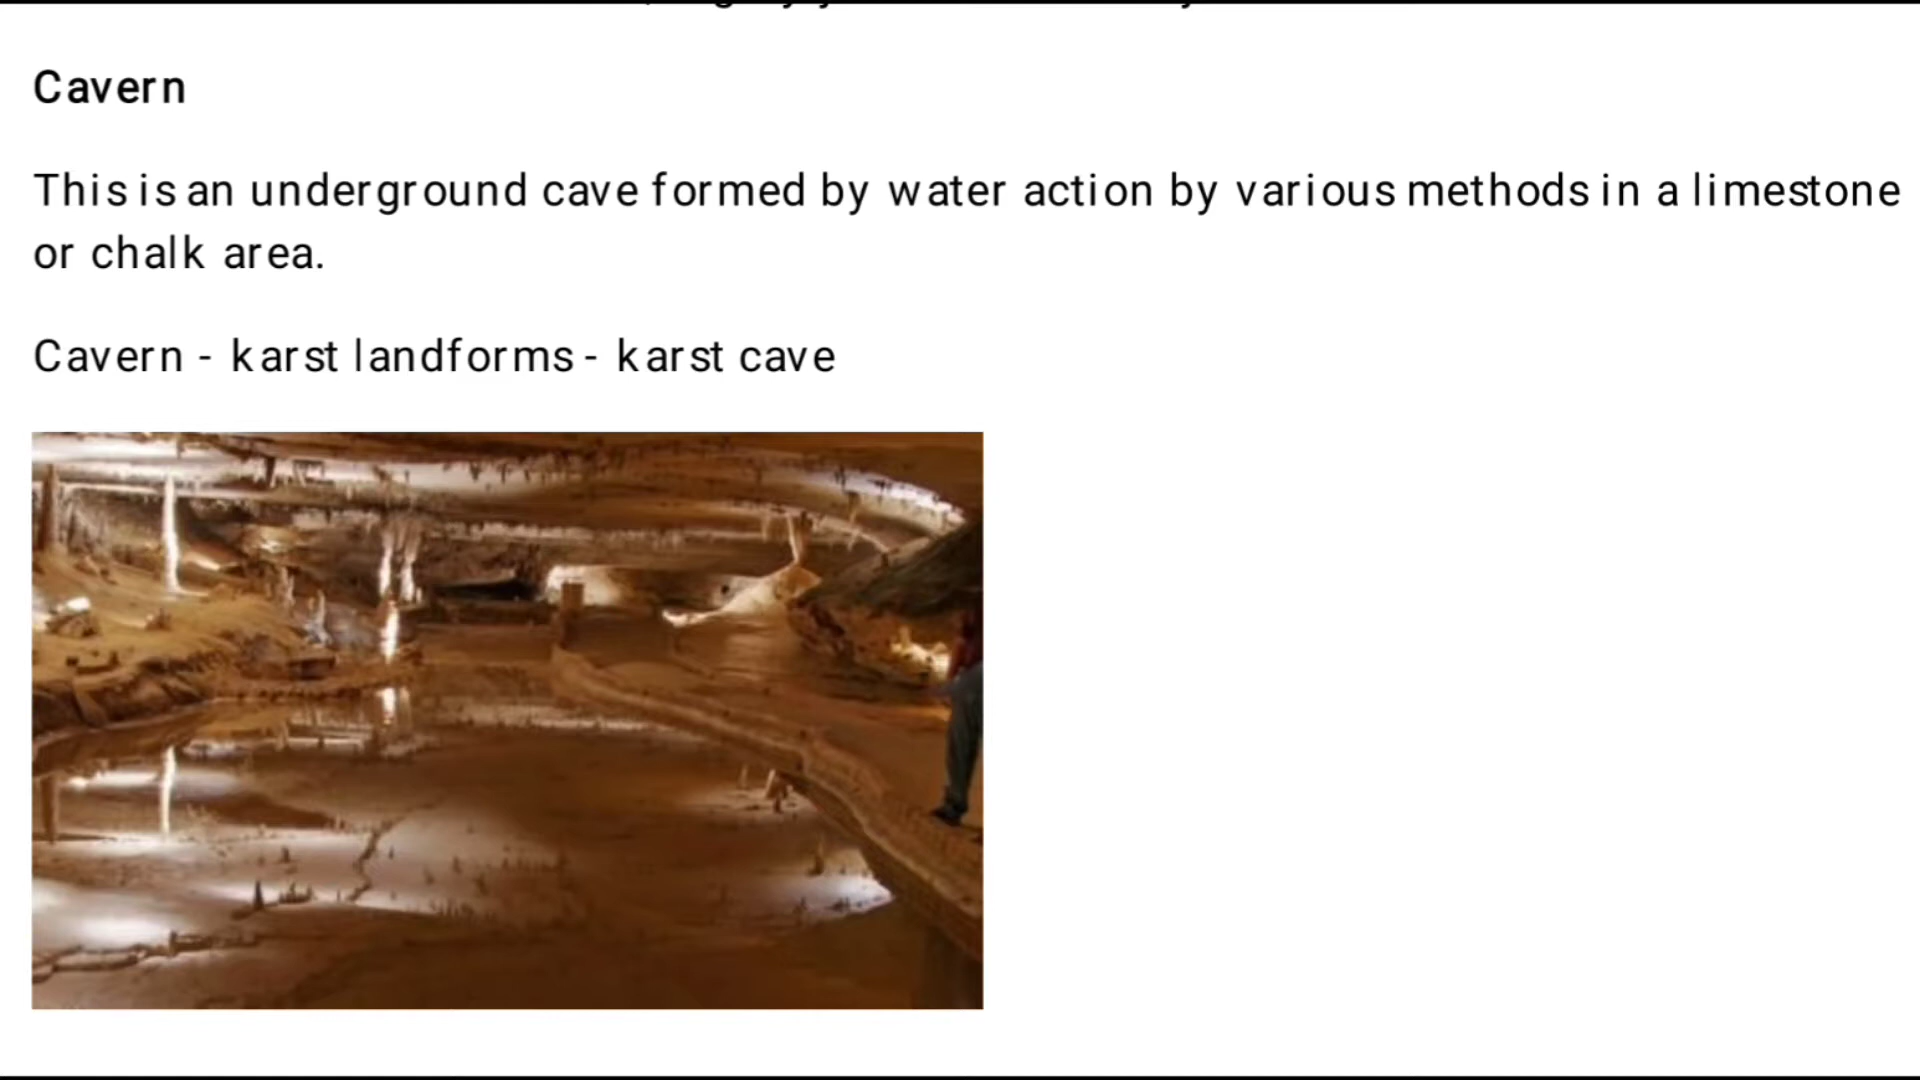 Cavern
This is an underground cave formed by water action by various methods in a limestone
or chalk area.
Cavern - karst landforms - karst cave